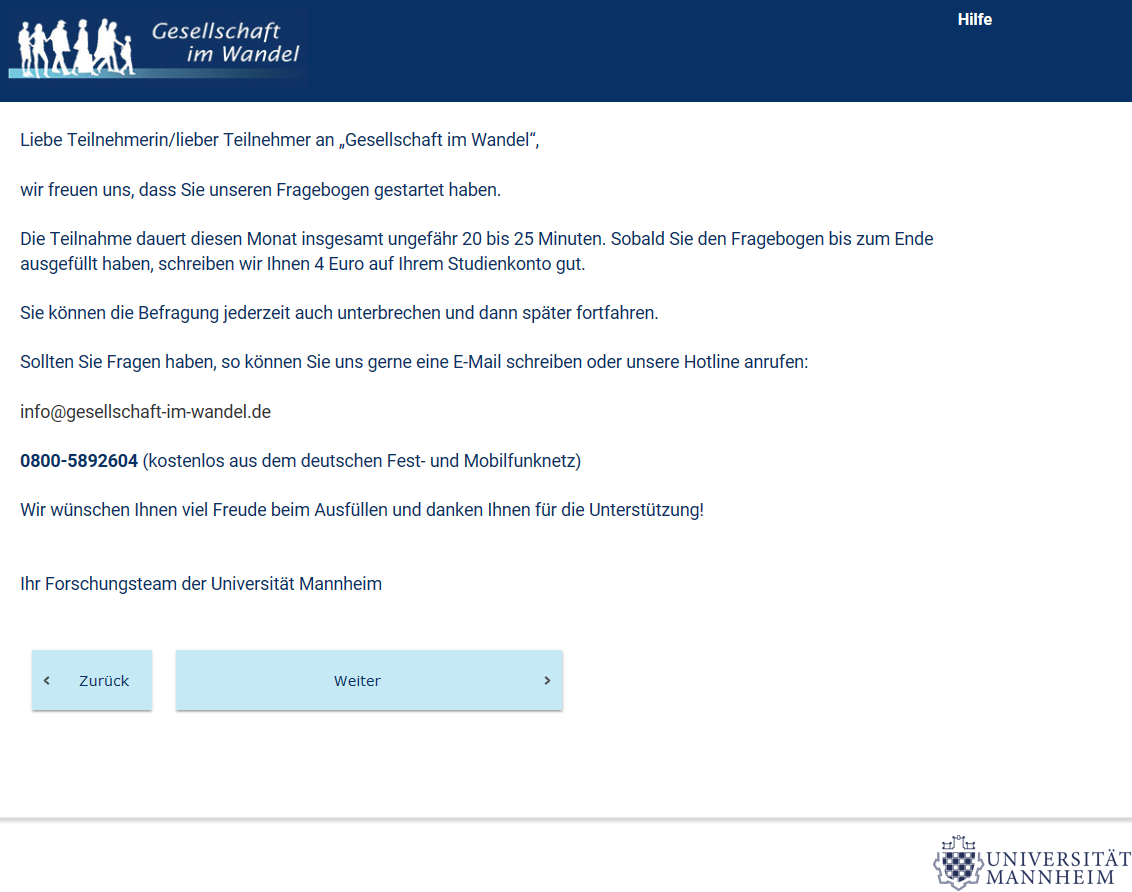 Gesellschaft
im Wandel
Hilfe
Liebe Teilnehmerin/lieber Teilnehmer an „Gesellschaft im Wandel“,
wir freuen uns, dass Sie unseren Fragebogen gestartet haben.
Die Teilnahme dauert diesen Monat insgesamt ungefähr 20 bis 25 Minuten. Sobald Sie den Fragebogen bis zum Ende
ausgefüllt haben, schreiben wir Ihnen 4 Euro auf Ihrem Studienkonto gut.
Sie können die Befragung jederzeit auch unterbrechen und dann später fortfahren.
Sollten Sie Fragen haben, so können Sie uns gerne eine E-Mail schreiben oder unsere Hotline anrufen:
info@gesellschaft-im-wandel.de
0800-5892604 (kostenlos aus dem deutschen Fest- und Mobilfunknetz)
Wir wünschen Ihnen viel Freude beim Ausfüllen und danken Ihnen für die Unterstützung!
Ihr Forschungsteam der Universität Mannheim
Zurück
Weiter
UNIVERSITÄT
MANNHEIM